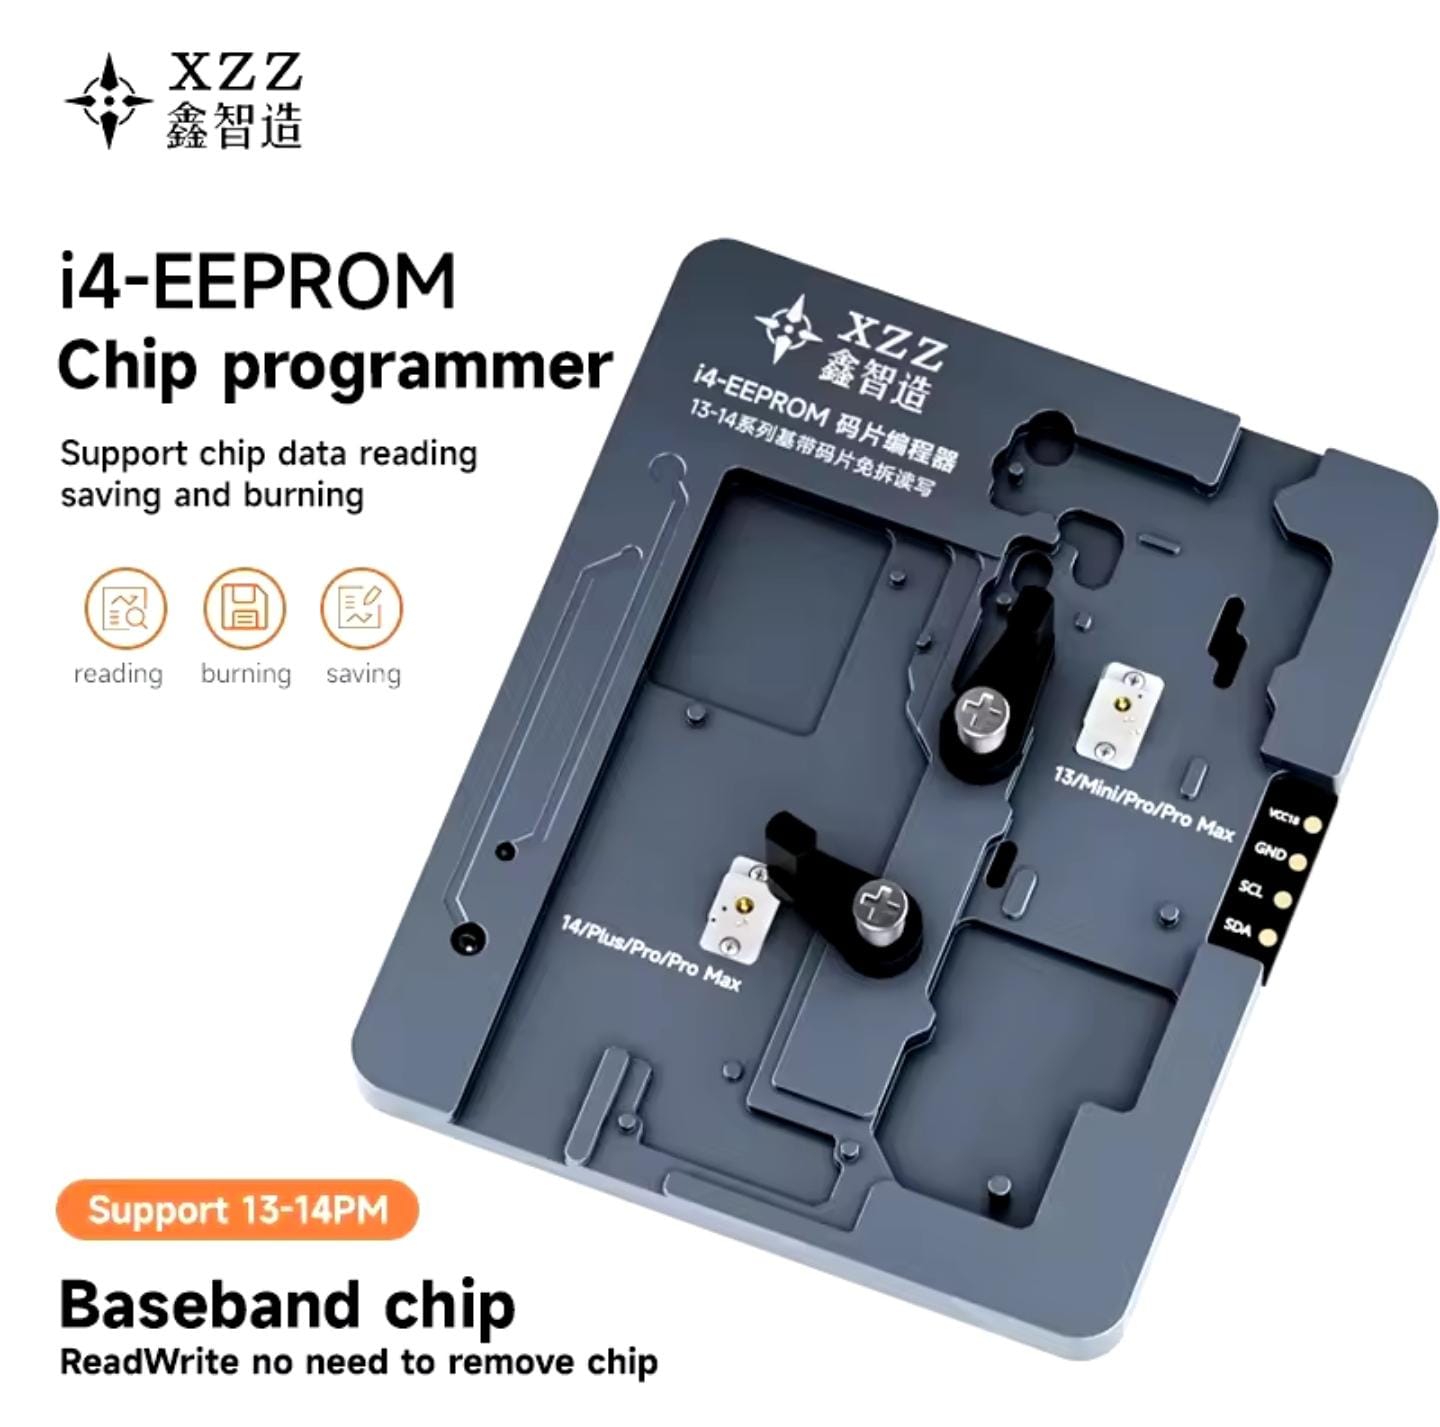 XZZ
鑫智造
i4-EEPROM
Chip programmer
Support chip data reading
saving and burning
reading
burning
saving
XZZ
鑫智造
i4-EEPROM 码片编程器
13-14系列基带码片免拆读写
13/Mini/Pro/Pro Max
VCC18
GND
SCL
SDA
14/Plus/Pro/Pro Max
Support 13-14PM
Baseband chip
ReadWrite no need to remove chip